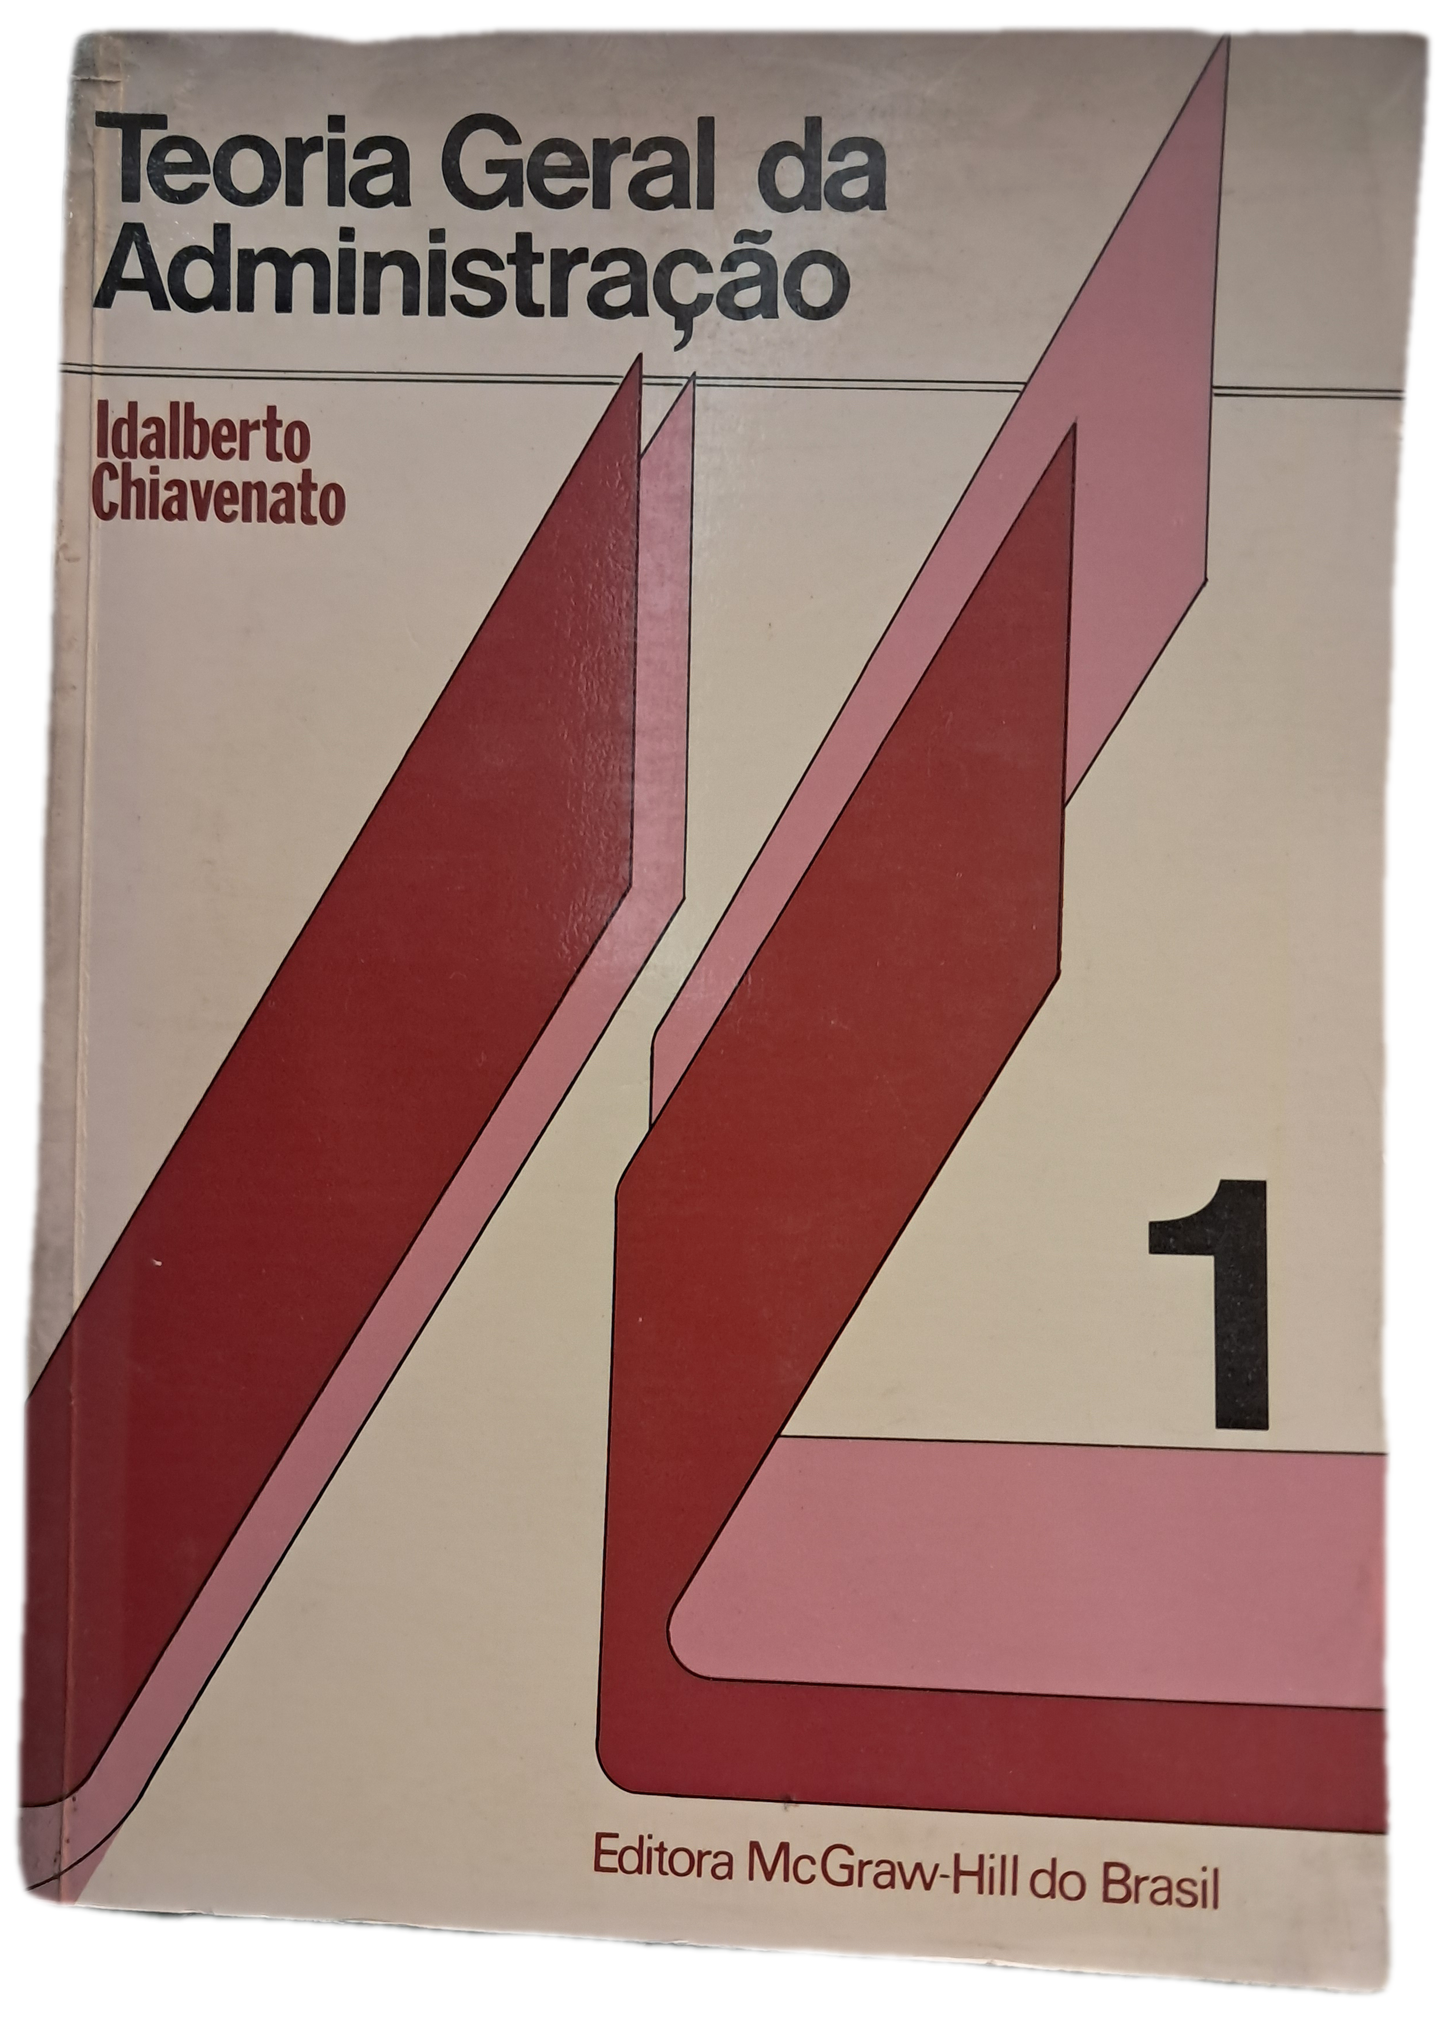 Teoria Geral da
Administração
Idalberto
Chiavenato
1
Editora McGraw-Hill do Brasil